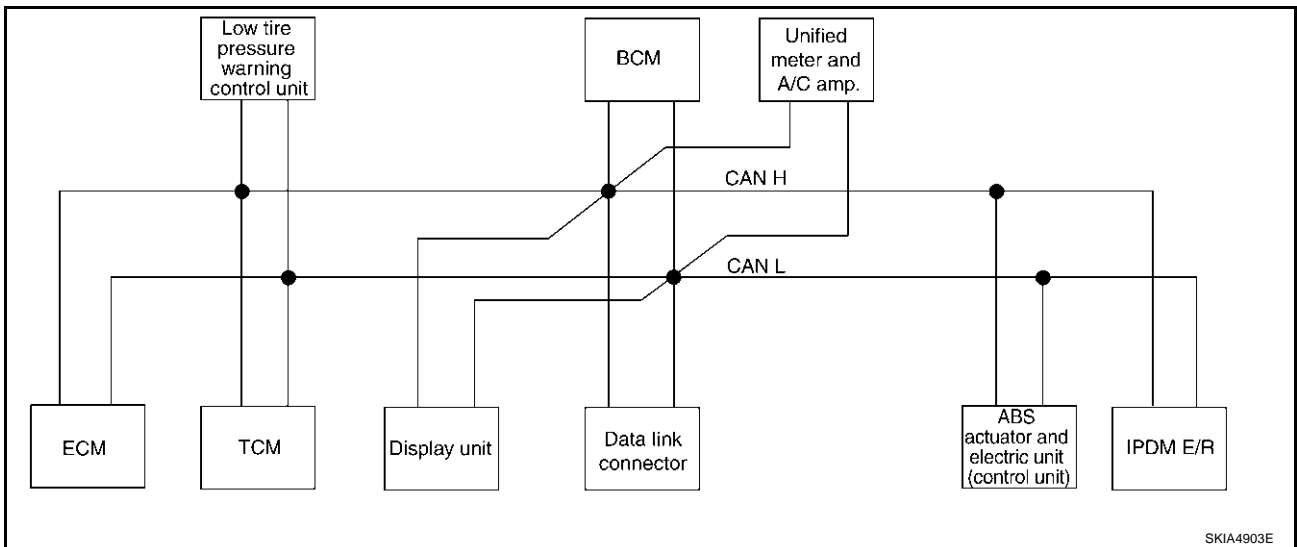 Low tire
pressure
warning
control unit
BCM
Unified
meter and
A/C amp.
CAN H
CAN L
ECM
TCM
Display unit
Data link
connector
ABS
actuator and
electric unit
(control unit)
IPDM E/R
SKIA4903E